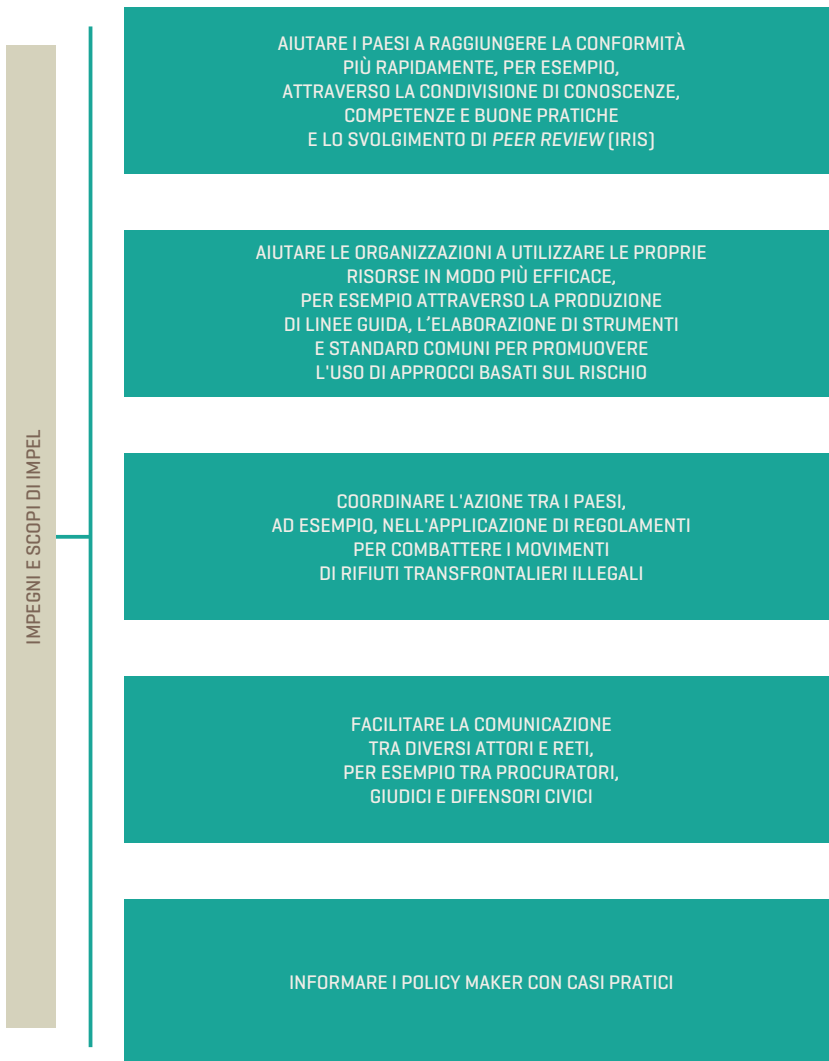 IMPEGNI E SCOPI DI IMPEL
AIUTARE I PAESI A RAGGIUNGERE LA CONFORMITÀ
PIÙ RAPIDAMENTE, PER ESEMPIO,
ATTRAVERSO LA CONDIVISIONE DI CONOSCENZE,
COMPETENZE E BUONE PRATICHE
E LO SVOLGIMENTO DI PEER REVIEW (IRIS)
AIUTARE LE ORGANIZZAZIONI A UTILIZZARE LE PROPRIE
RISORSE IN MODO PIÙ EFFICACE,
PER ESEMPIO ATTRAVERSO LA PRODUZIONE
DI LINEE GUIDA, L’ELABORAZIONE DI STRUMENTI
E STANDARD COMUNI PER PROMUOVERE
L'USO DI APPROCCI BASATI SUL RISCHIO
COORDINARE L'AZIONE TRA I PAESI,
AD ESEMPIO, NELL'APPLICAZIONE DI REGOLAMENTI
PER COMBATTERE I MOVIMENTI
DI RIFIUTI TRANSFRONTALIERI ILLEGALI
FACILITARE LA COMUNICAZIONE
TRA DIVERSI ATTORI E RETI,
PER ESEMPIO TRA PROCURATORI,
GIUDICI E DIFENSORI CIVICI
INFORMARE I POLICY MAKER CON CASI PRATICI